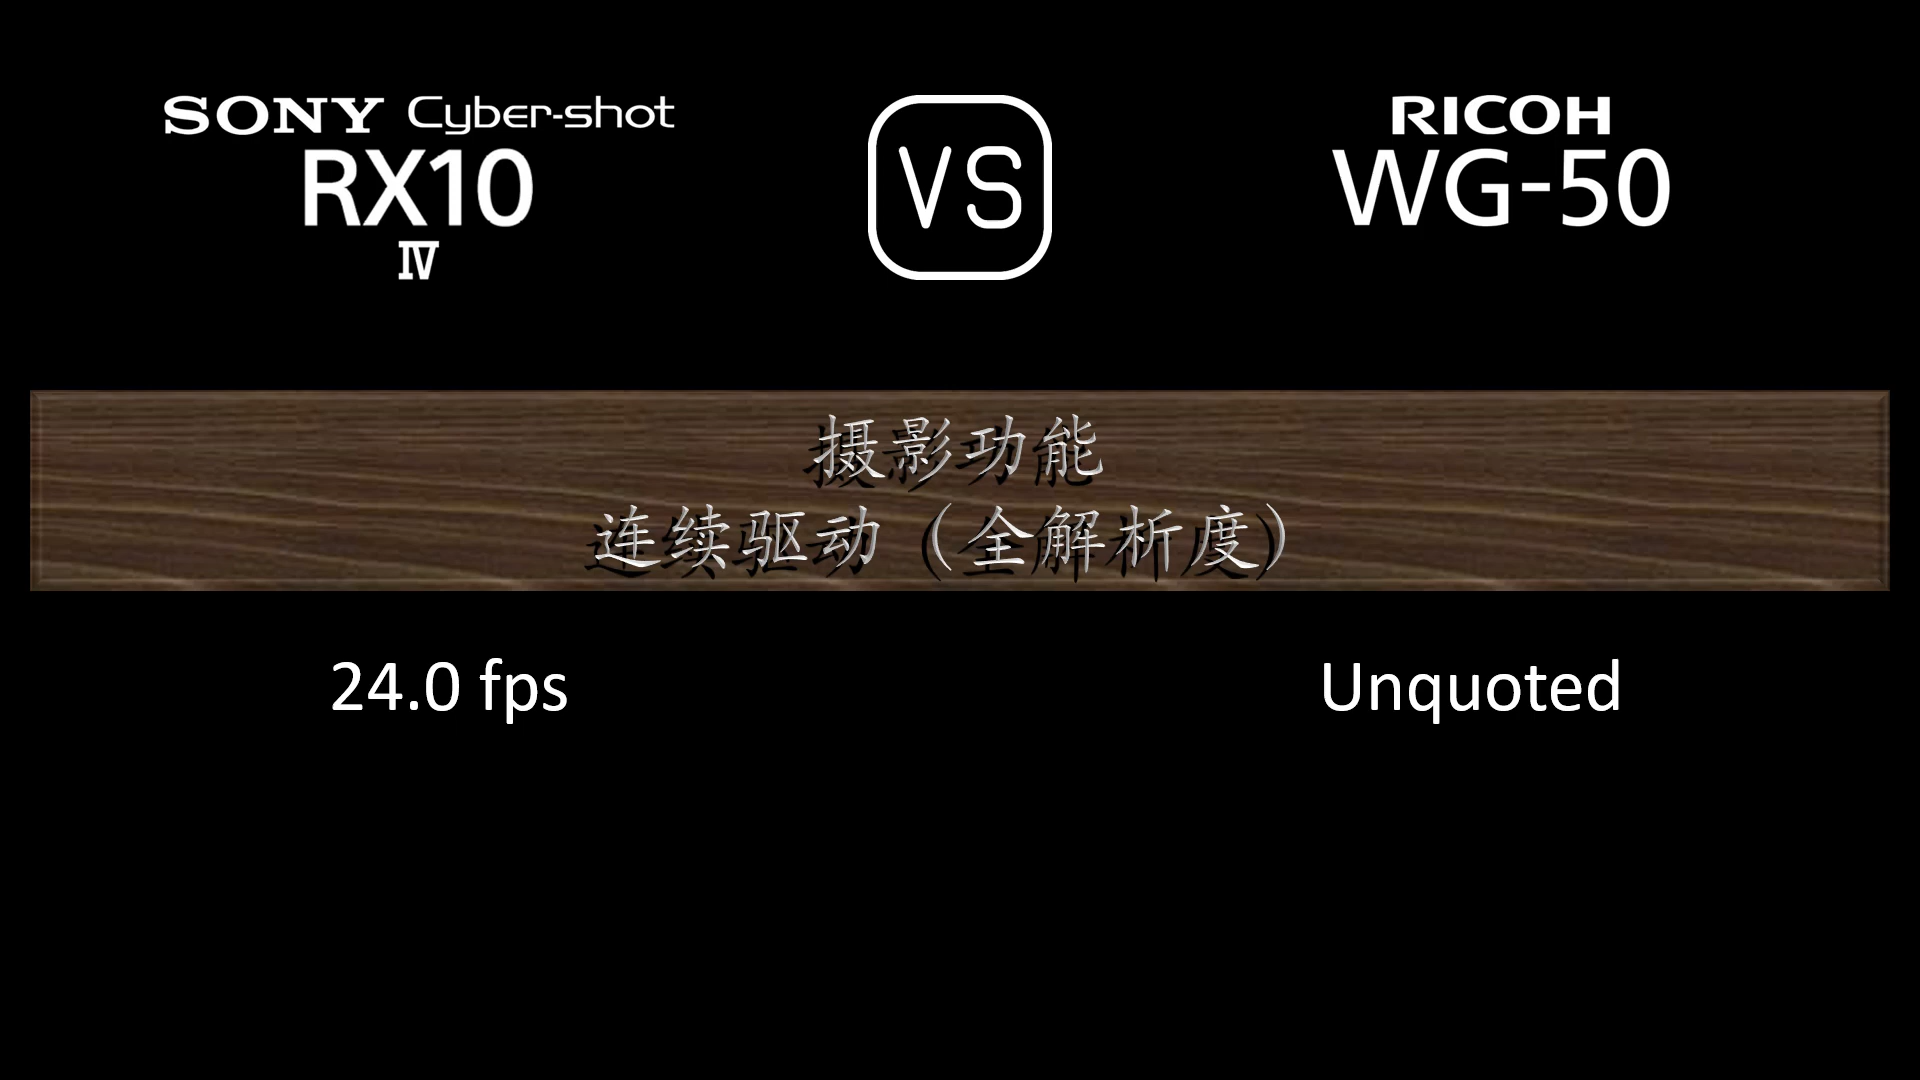 SONY Cyber-shot
RX10
IV
VS
RICOH
WG-50
摄影功能
连续驱动（全解析度）
24.0 fps
Unquoted